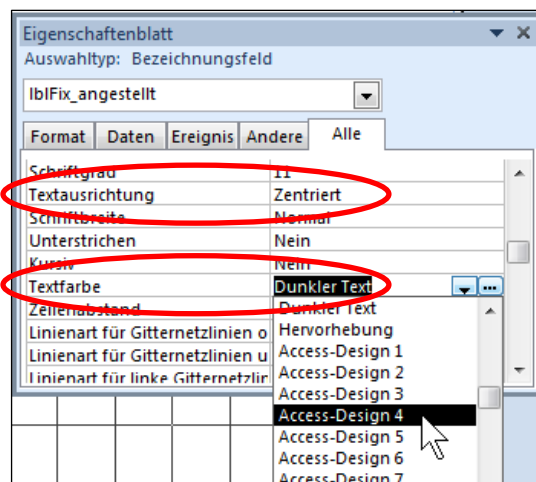 Eigenschaftenblatt
Auswahltyp: Bezeichnungsfeld
lblFix_angestellt
Format Daten Ereignis Andere Alle
Schriftgrad 11
Textausrichtung Zentriert
Schriftbreite Normal
Unterstrichen Nein
Kursiv Nein
Textfarbe Dunkler Text
Zeilenabstand
Dunkler Text
Linienart für Gitternetzlinien o
Hervorhebung
Linienart für Gitternetzlinien u
Access-Design 1
Linienart für linke Gitternetzlin
Access-Design 2
Access-Design 3
Access-Design 4
Access-Design 5
Access-Design 6
Access-Design 7